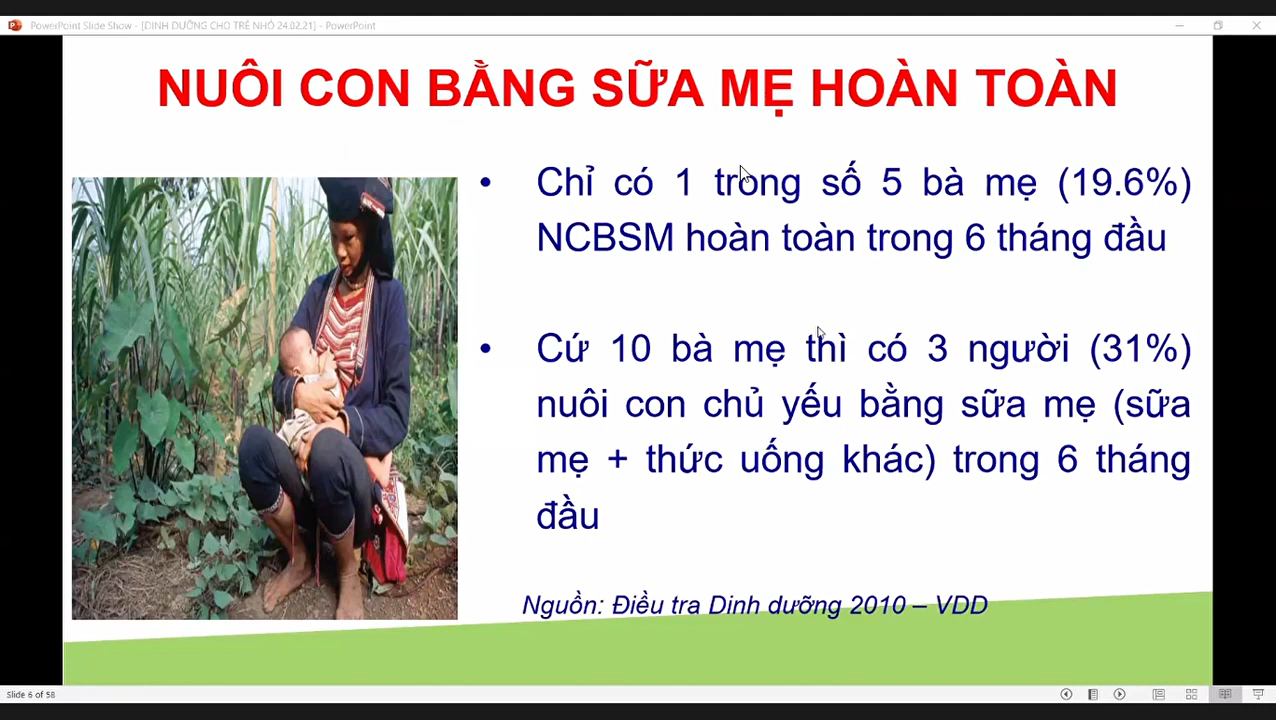 PowerPoint Slide Show - [DINH DƯỠNG CHO TRẺ NHỎ 24.02.21] - PowerPoint
NUÔI CON BẰNG SỮA MẸ HOÀN TOÀN
• Chỉ có 1 trong số 5 bà mẹ (19.6%)
NCBSM hoàn toàn trong 6 tháng đầu
• Cứ 10 bà mẹ thì có 3 người (31%)
nuôi con chủ yếu bằng sữa mẹ (sữa
mẹ + thức uống khác) trong 6 tháng
đầu
Nguồn: Điều tra Dinh dưỡng 2010 – VDD
Slide 6 of 58